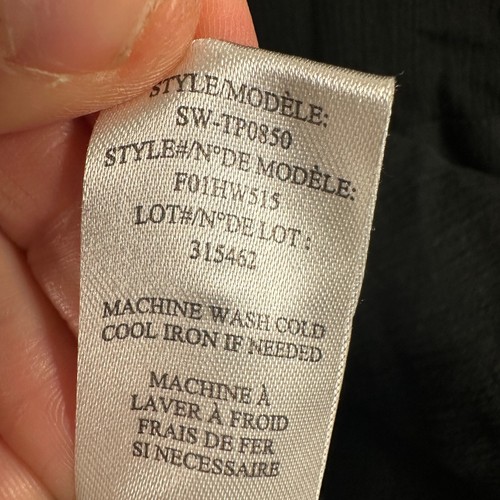 STYLE/MODÈLE:
SW-TP0850
STYLE#/N°DE MODÈLE:
F01HW515
LOT#/N°DE LOT :
315462
MACHINE WASH COLD
COOL IRON IF NEEDED
MACHINE À
LAVER À FROID
FRAIS DE FER
SI NECESSAIRE